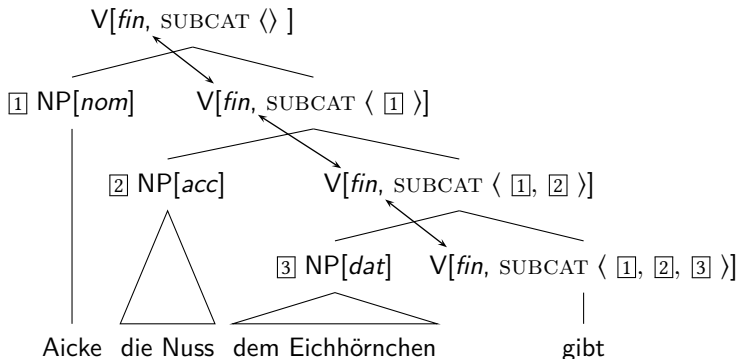 V[fin, SUBCAT ⟨⟩ ]
1 NP[nom] V[fin, SUBCAT ⟨ 1 ⟩]
2 NP[acc] V[fin, SUBCAT ⟨ 1, 2 ⟩]
3 NP[dat] V[fin, SUBCAT ⟨ 1, 2, 3 ⟩]
Aicke die Nuss dem Eichhörnchen gibt